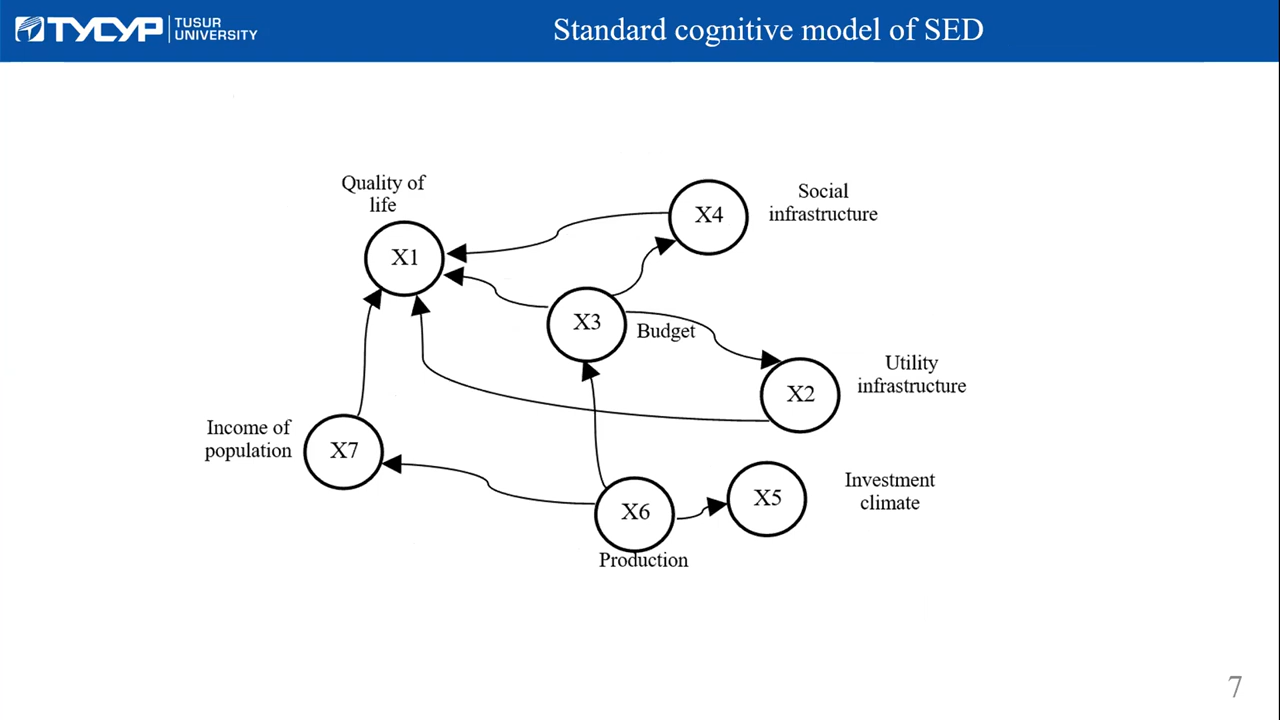 ТУСУР
TUSUR
UNIVERSITY
Standard cognitive model of SED
Quality of
life
X1
X4
Social
infrastructure
X3
Budget
X2
Utility
infrastructure
Income of
population
X7
X6
Production
X5
Investment
climate
7